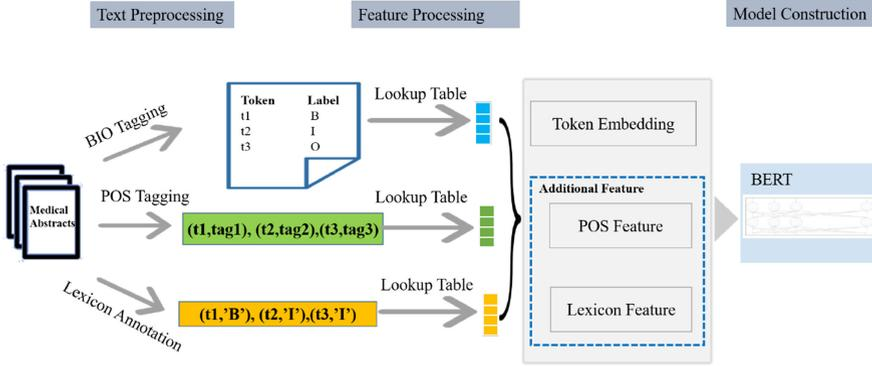 Text Preprocessing
Feature Processing
Model Construction
BIO Tagging
Token Label
t1 B
t2 I
t3 O
Lookup Table
Token Embedding
Medical
Abstracts
POS Tagging
(t1,tag1), (t2,tag2),(t3,tag3)
Lookup Table
Additional Feature
POS Feature
BERT
Lexicon Annotation
(t1,’B’), (t2,’I’),(t3,’I’)
Lookup Table
Lexicon Feature